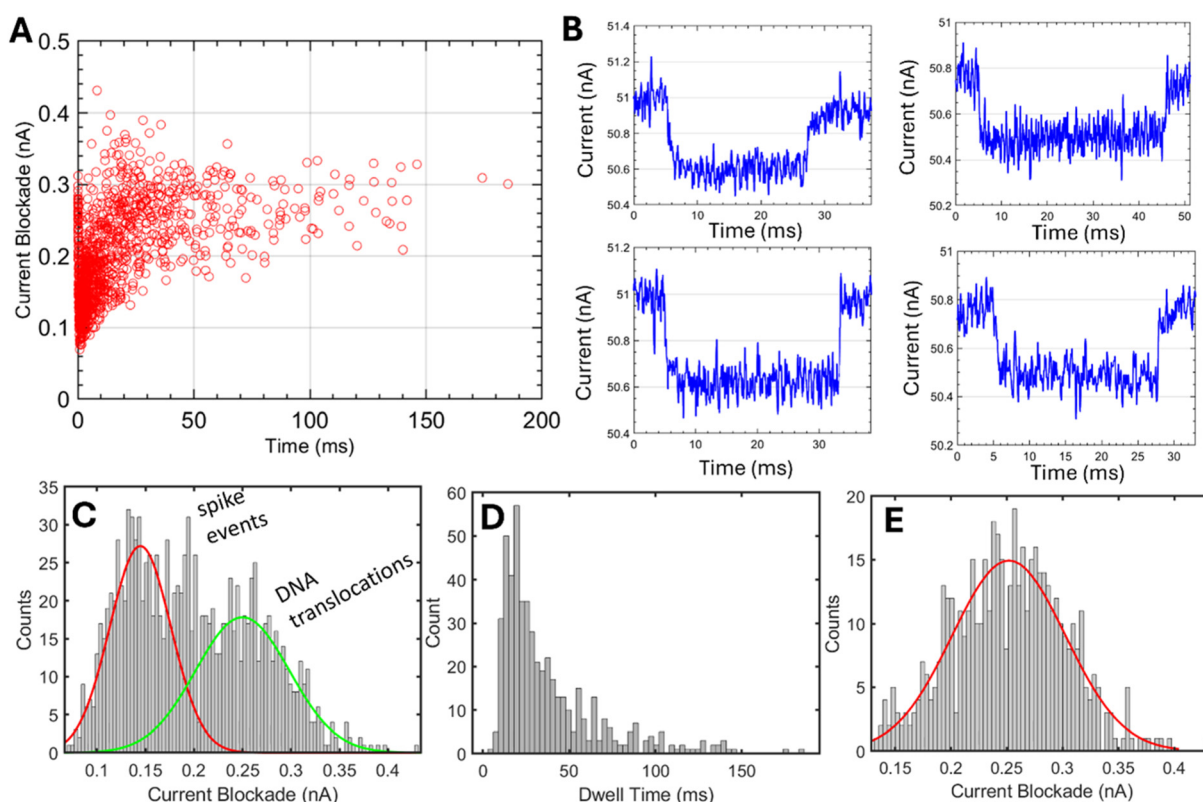 A
0.5
0.4
0.3
0.2
0.1
0
Current Blockade (nA)
0 50 100 150 200
Time (ms)
B
51.4
51.2
51
50.8
50.6
50.4
Current (nA)
0 10 20 30
Time (ms)
50.8
50.6
50.4
50.2
Current (nA)
0 10 20 30 40 50
Time (ms)
51.2
51
50.8
50.6
50.4
Current (nA)
0 10 20 30
Time (ms)
50.8
50.6
50.4
50.2
Current (nA)
0 5 10 15 20 25 30
Time (ms)
C
spike
events
DNA
translocations
35
30
25
20
15
10
5
0
Counts
0.1 0.15 0.2 0.25 0.3 0.35 0.4
Current Blockade (nA)
D
60
50
40
30
20
10
0
Count
0 50 100 150
Dwell Time (ms)
E
20
15
10
5
0
Counts
0.15 0.2 0.25 0.3 0.35 0.4
Current Blockade (nA)